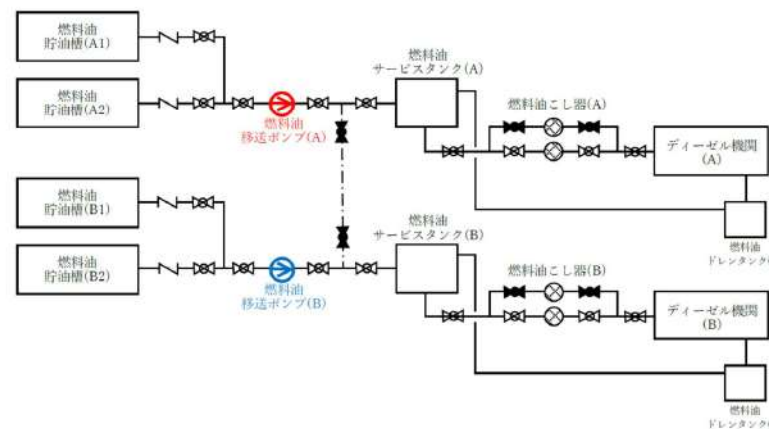 燃料油
貯油槽(A1)
燃料油
貯油槽(A2)
燃料油
移送ポンプ(A)
燃料油
サービスタンク(A)
燃料油こし器(A)
ディーゼル機関
(A)
燃料油
ドレンタンク(
燃料油
貯油槽(B1)
燃料油
貯油槽(B2)
燃料油
移送ポンプ(B)
燃料油
サービスタンク(B)
燃料油こし器(B)
ディーゼル機関
(B)
燃料油
ドレンタンク(